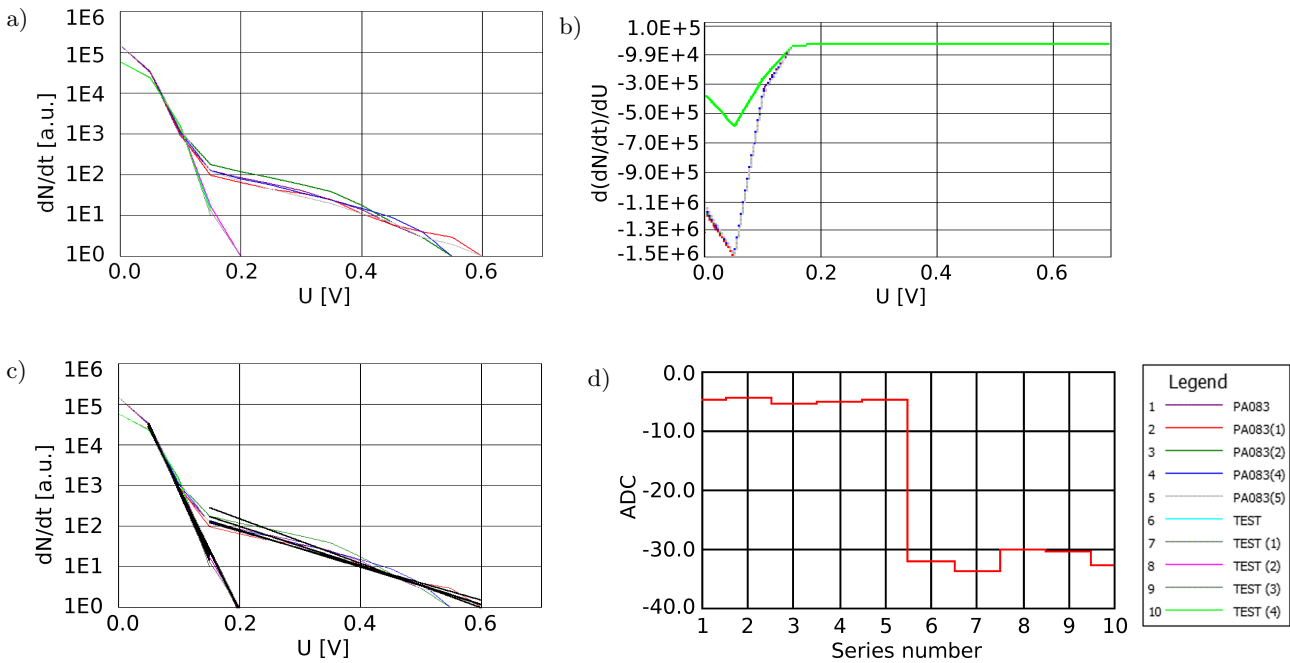 a)
1E6
1E5
1E4
1E3
1E2
1E1
1E0
dN/dt [a.u.]
0.0 0.2 0.4 0.6
U [V]
b)
1.0E+5
-9.9E+4
-3.0E+5
-5.0E+5
-7.0E+5
-9.0E+5
-1.1E+6
-1.3E+6
-1.5E+6
d(dN/dt)/dU
0.0 0.2 0.4 0.6
U [V]
c)
1E6
1E5
1E4
1E3
1E2
1E1
1E0
dN/dt [a.u.]
0.0 0.2 0.4 0.6
U [V]
d)
0.0
-10.0
-20.0
-30.0
-40.0
ADC
1 2 3 4 5 6 7 8 9 10
Series number
Legend
1 PA083
2 PA083(1)
3 PA083(2)
4 PA083(4)
5 PA083(5)
6 TEST
7 TEST (1)
8 TEST (2)
9 TEST (3)
10 TEST (4)